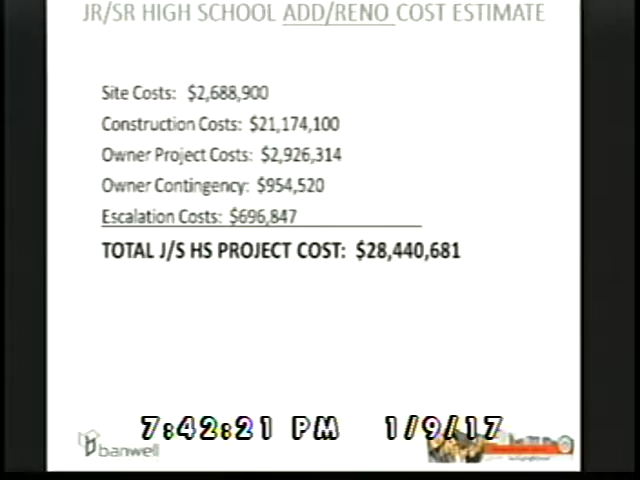 JR/SR HIGH SCHOOL ADD/RENO COST ESTIMATE
Site Costs: $2,688,900
Construction Costs: $21,174,100
Owner Project Costs: $2,926,314
Owner Contingency: $954,520
Escalation Costs: $696,847
TOTAL J/S HS PROJECT COST: $28,440,681
7:42:21 PM 1/9/17
banwell